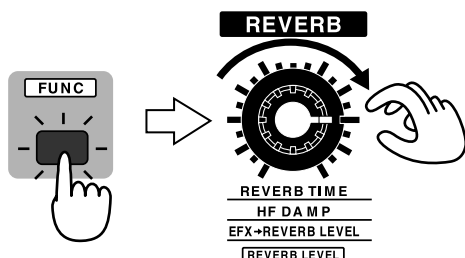 FUNC
REVERB
REVERB TIME
HF DAMP
EFX→REVERB LEVEL
REVERB LEVEL